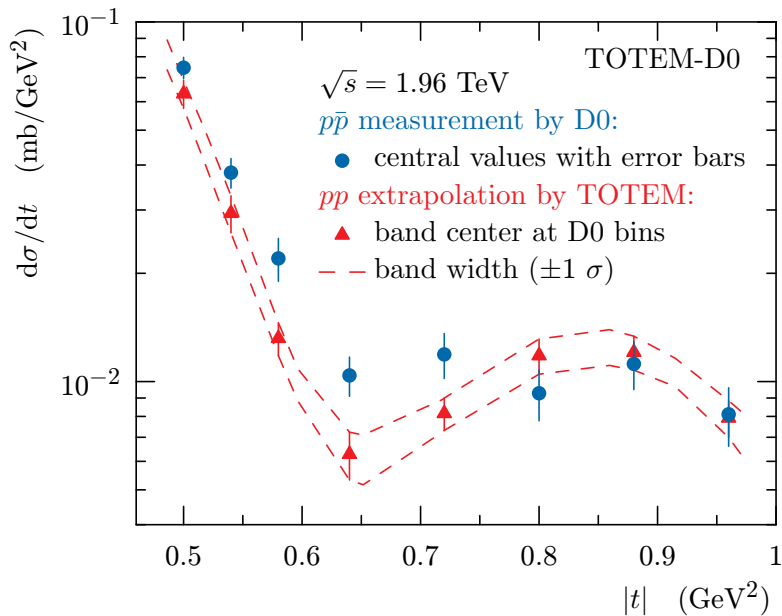 TOTEM-D0
√s = 1.96 TeV
pp̄ measurement by D0:
central values with error bars
pp extrapolation by TOTEM:
band center at D0 bins
band width (±1 σ)
dσ/dt (mb/GeV²)
10⁻¹
10⁻²
0.5 0.6 0.7 0.8 0.9 1
|t| (GeV²)